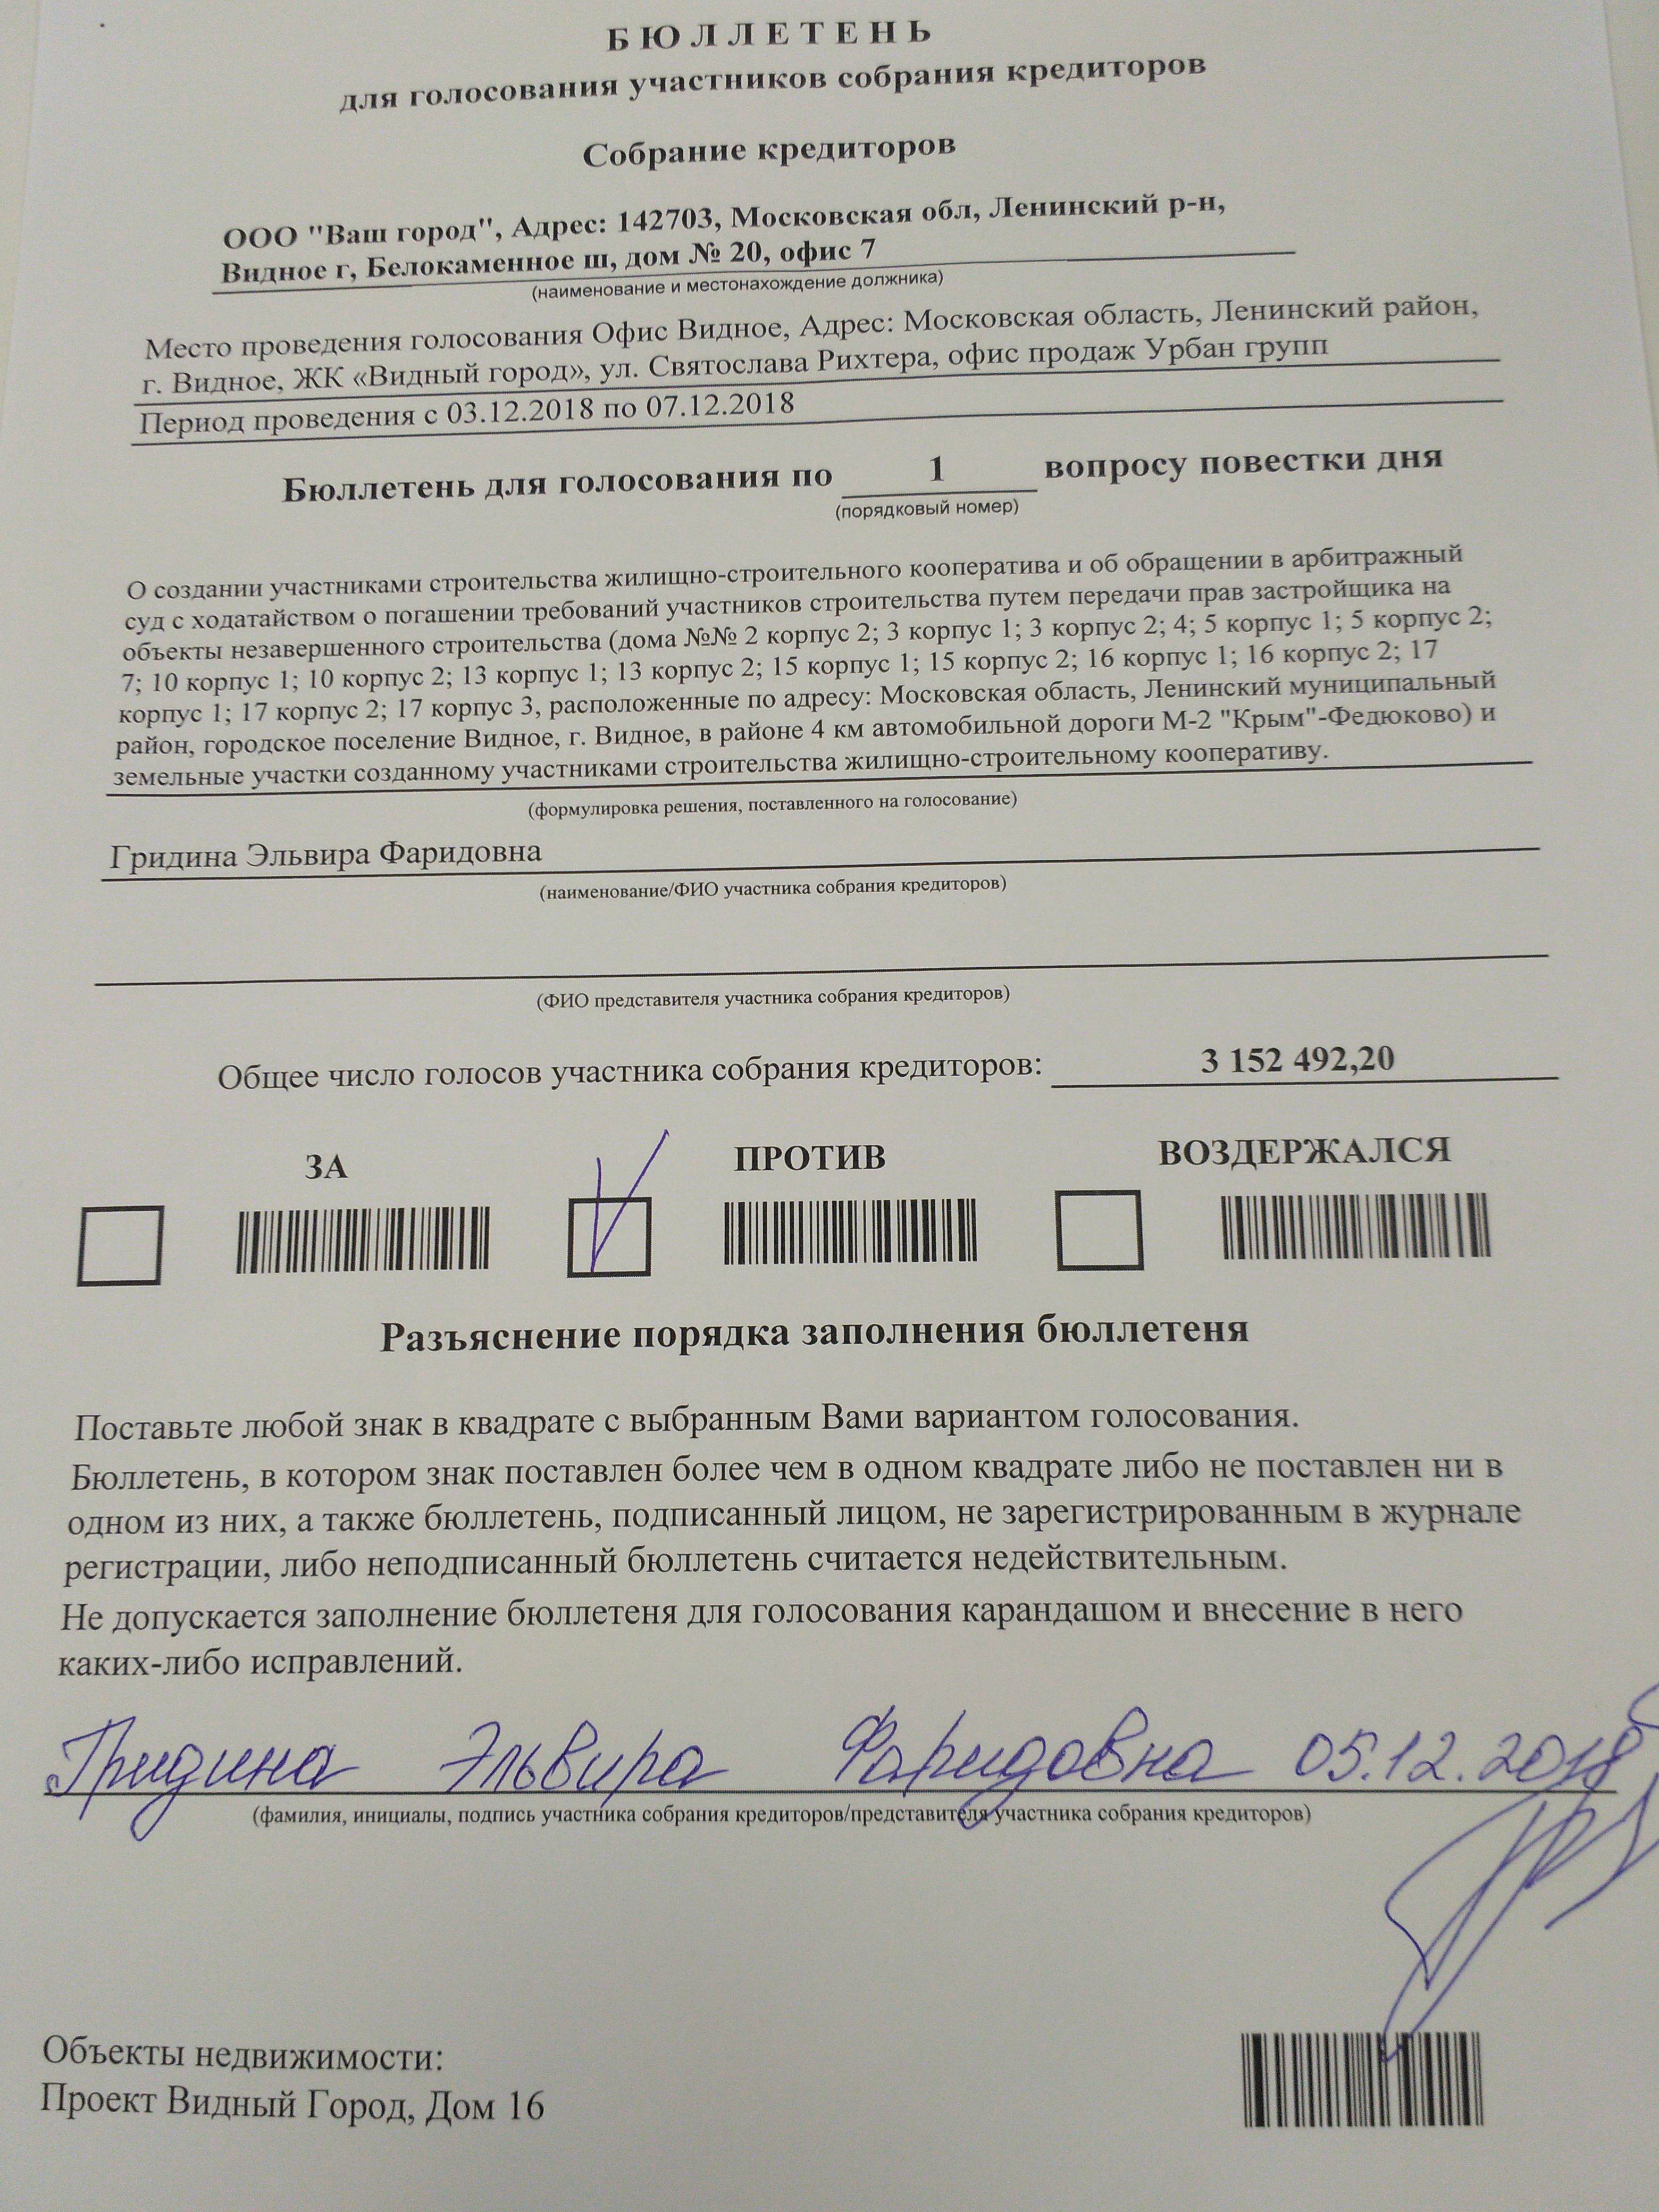 БЮЛЛЕТЕНЬ
для голосования участников собрания кредиторов
Собрание кредиторов
ООО "Ваш город", Адрес: 142703, Московская обл, Ленинский р-н,
Видное г, Белокаменное ш, дом № 20, офис 7
(наименование и местонахождение должника)
Место проведения голосования Офис Видное, Адрес: Московская область, Ленинский район,
г. Видное, ЖК «Видный город», ул. Святослава Рихтера, офис продаж Урбан групп
Период проведения с 03.12.2018 по 07.12.2018
Бюллетень для голосования по 1 вопросу повестки дня
(порядковый номер)
О создании участниками строительства жилищно-строительного кооператива и об обращении в арбитражный
суд с ходатайством о погашении требований участников строительства путем передачи прав застройщика на
объекты незавершенного строительства (дома №№ 2 корпус 2; 3 корпус 1; 3 корпус 2; 4; 5 корпус 1; 5 корпус 2;
7; 10 корпус 1; 10 корпус 2; 13 корпус 1; 13 корпус 2; 15 корпус 1; 15 корпус 2; 16 корпус 1; 16 корпус 2; 17
корпус 1; 17 корпус 2; 17 корпус 3, расположенные по адресу: Московская область, Ленинский муниципальный
район, городское поселение Видное, г. Видное, в районе 4 км автомобильной дороги М-2 "Крым"-Федюково) и
земельные участки созданному участниками строительства жилищно-строительному кооперативу.
(формулировка решения, поставленного на голосование)
Гридина Эльвира Фаридовна
(наименование/ФИО участника собрания кредиторов)
(ФИО представителя участника собрания кредиторов)
Общее число голосов участника собрания кредиторов: 3 152 492,20
ЗА ПРОТИВ ВОЗДЕРЖАЛСЯ
Разъяснение порядка заполнения бюллетеня
Поставьте любой знак в квадрате с выбранным Вами вариантом голосования.
Бюллетень, в котором знак поставлен более чем в одном квадрате либо не поставлен ни в
одном из них, а также бюллетень, подписанный лицом, не зарегистрированным в журнале
регистрации, либо неподписанный бюллетень считается недействительным.
Не допускается заполнение бюллетеня для голосования карандашом и внесение в него
каких-либо исправлений.
Гридина Эльвира Фаридовна 05.12.2018
(фамилия, инициалы, подпись участника собрания кредиторов/представителя участника собрания кредиторов)
Объекты недвижимости:
Проект Видный Город, Дом 16